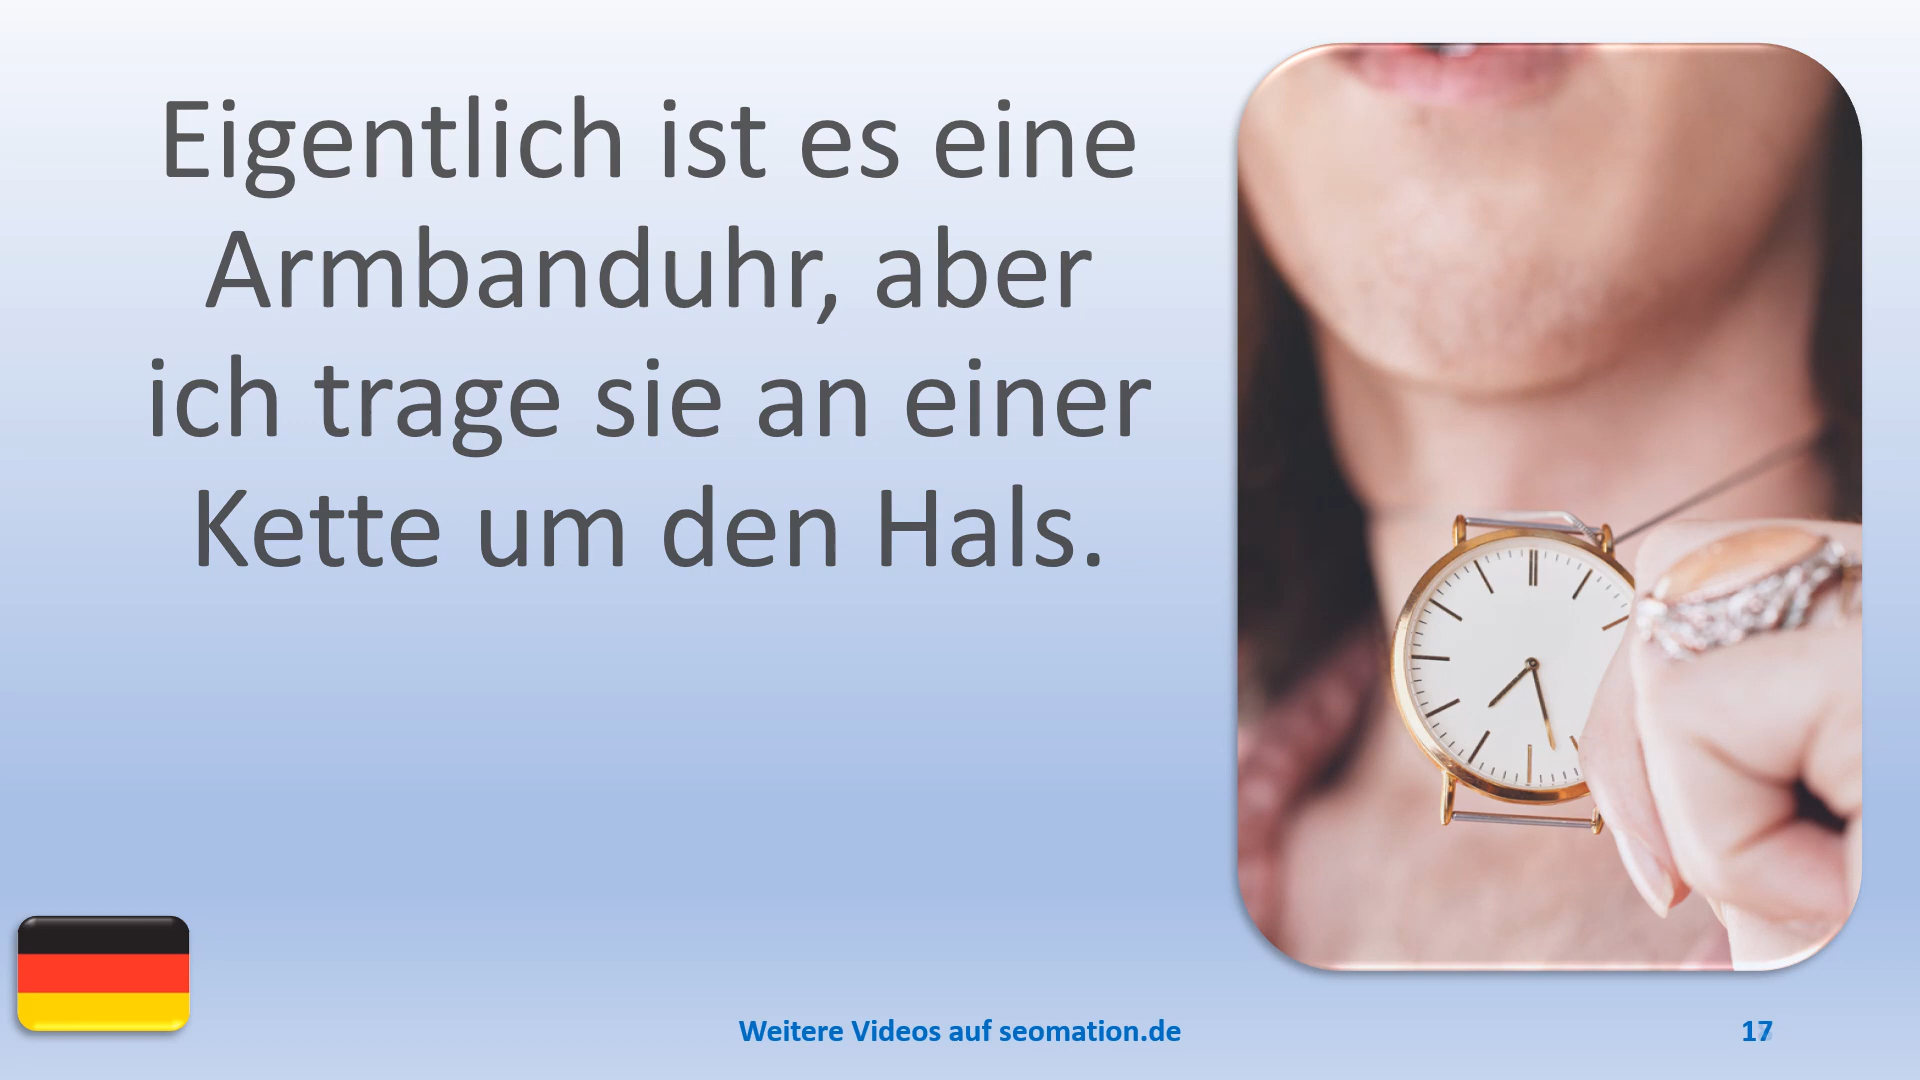 Eigentlich ist es eine
Armbanduhr, aber
ich trage sie an einer
Kette um den Hals.
Weitere Videos auf seomation.de
17